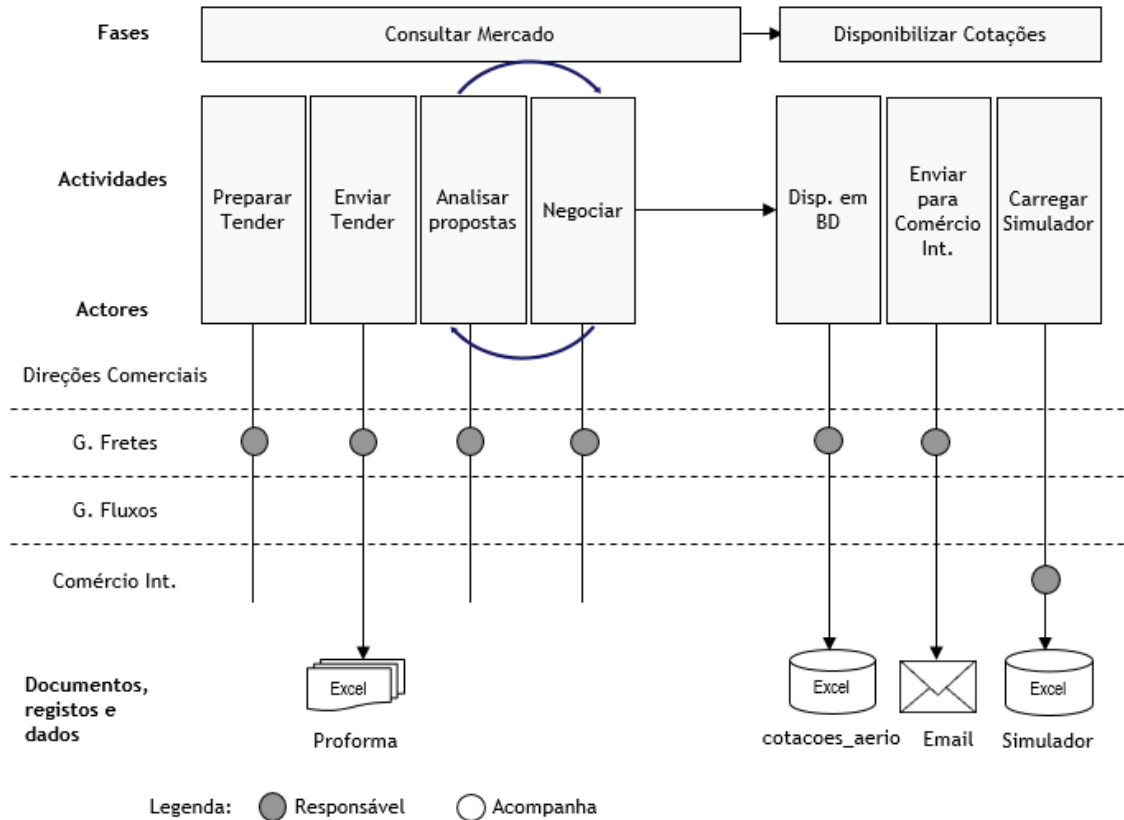 Fases
Consultar Mercado
Disponibilizar Cotações
Actividades
Preparar
Tender
Enviar
Tender
Analisar
propostas
Negociar
Disp. em
BD
Enviar
para
Comércio
Int.
Carregar
Simulador
Actores
Direções Comerciais
G. Fretes
G. Fluxos
Comércio Int.
Documentos,
registos e
dados
Excel
Proforma
Excel
cotacoes_aerio
Email
Excel
Simulador
Legenda:
Responsável
Acompanha